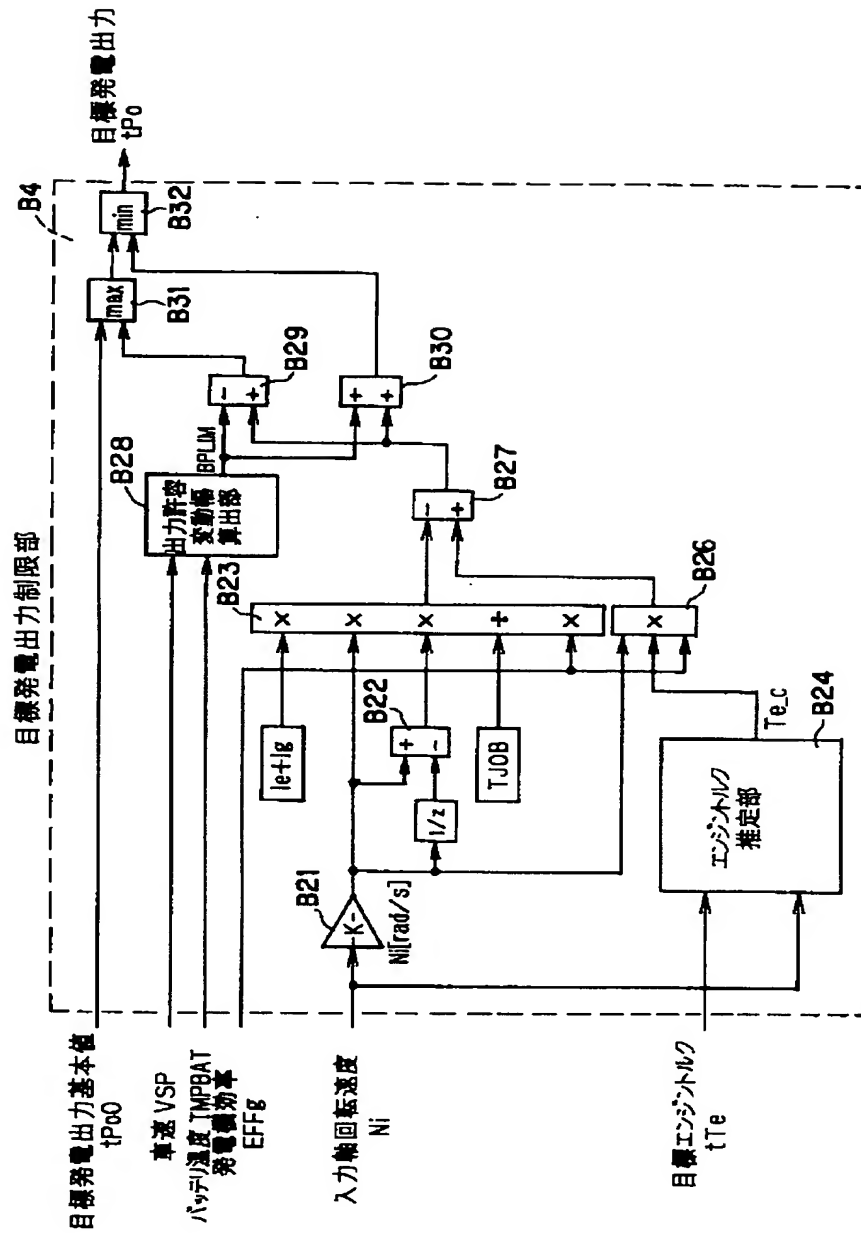 目標発電出力制限部
B4
目標発電出力
tPo
目標発電出力基本値
tPo0
車速 VSP
バッテリ温度 TMPBAT
発電機効率
EFFg
入力軸回転速度
Ni
目標エンジントルク
tTe
max
B31
min
B32
B28
出力許容
変動幅
算出部
BPLIM
-
+
B29
+
+
B30
B23
×
×
×
÷
×
-
+
B27
Ie+Ig
B21
K-
Ni[rad/s]
B22
+
-
1/z
TJOB
×
B26
Te_c
エンジントルク
推定部
B24